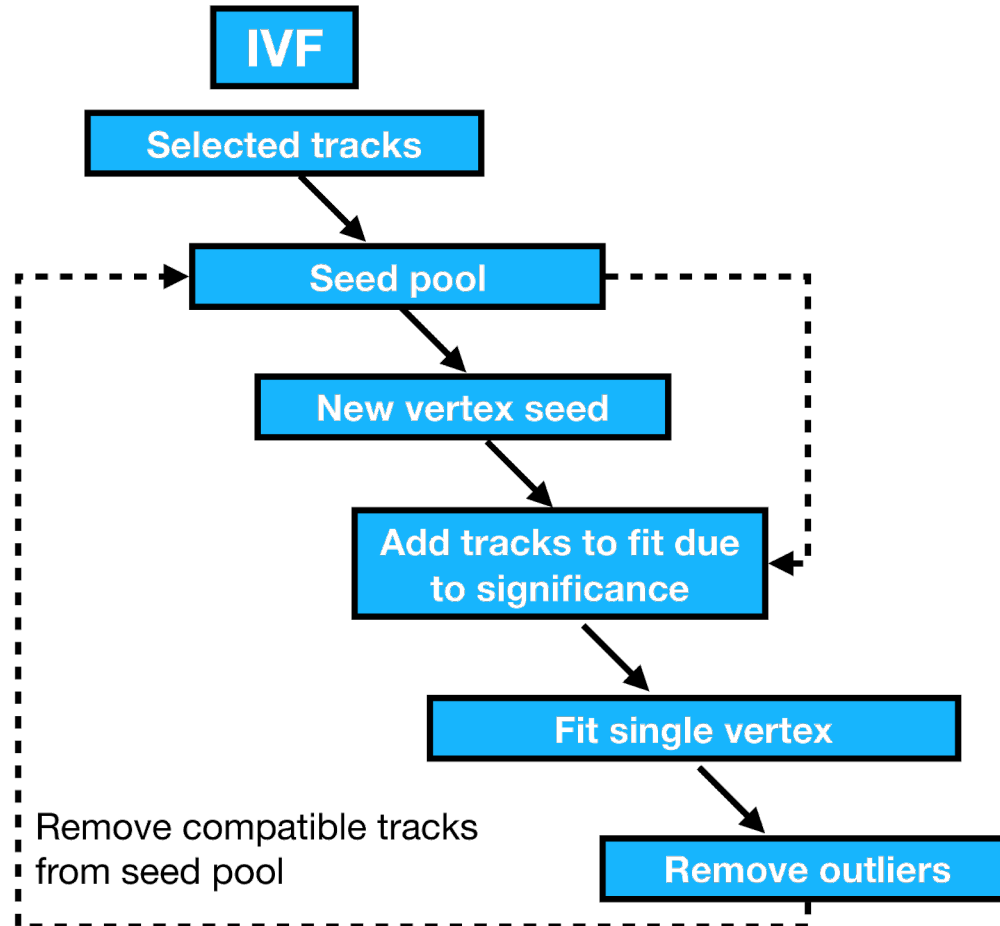 IVF
Selected tracks
Seed pool
New vertex seed
Add tracks to fit due
to significance
Fit single vertex
Remove compatible tracks
from seed pool
Remove outliers